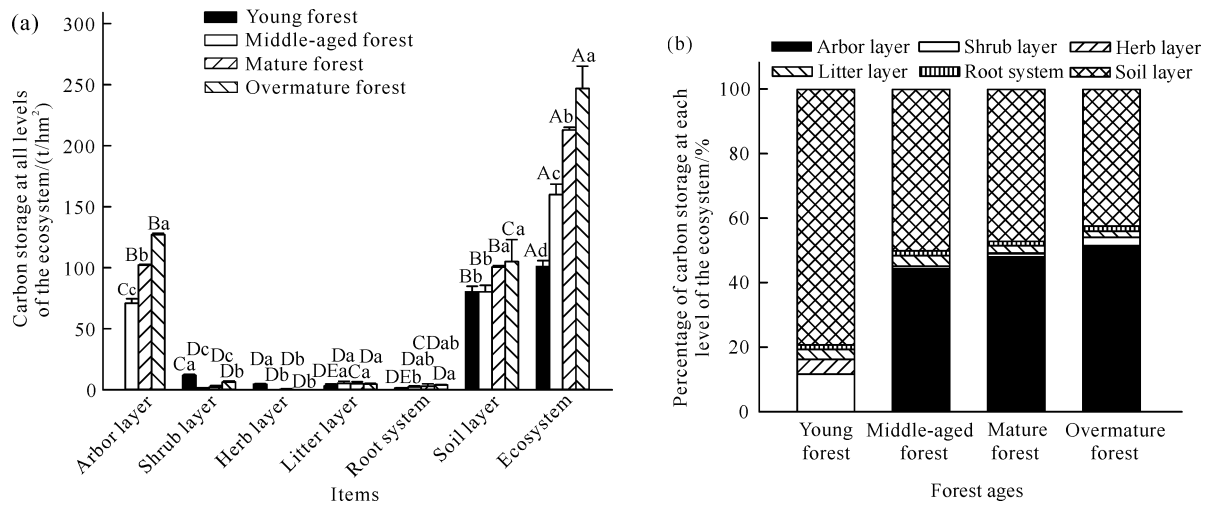 (a)
Young forest
Middle-aged forest
Mature forest
Overmature forest
Carbon storage at all levels
of the ecosystem/(t/hm²)
300
250
200
150
100
50
0
Cc
Bb
Ba
Ca
Dc
Dc
Db
Da
Db
Db
Db
DEa
Da
Ca
Da
DEb
Dab
CDab
Da
Bb
Bb
Ba
Ca
Ad
Ac
Ab
Aa
Arbor layer
Shrub layer
Herb layer
Litter layer
Root system
Soil layer
Ecosystem
Items
(b)
Arbor layer
Shrub layer
Herb layer
Litter layer
Root system
Soil layer
Percentage of carbon storage at each
level of the ecosystem/%
100
80
60
40
20
0
Young
forest
Middle-aged
forest
Mature
forest
Overmature
forest
Forest ages